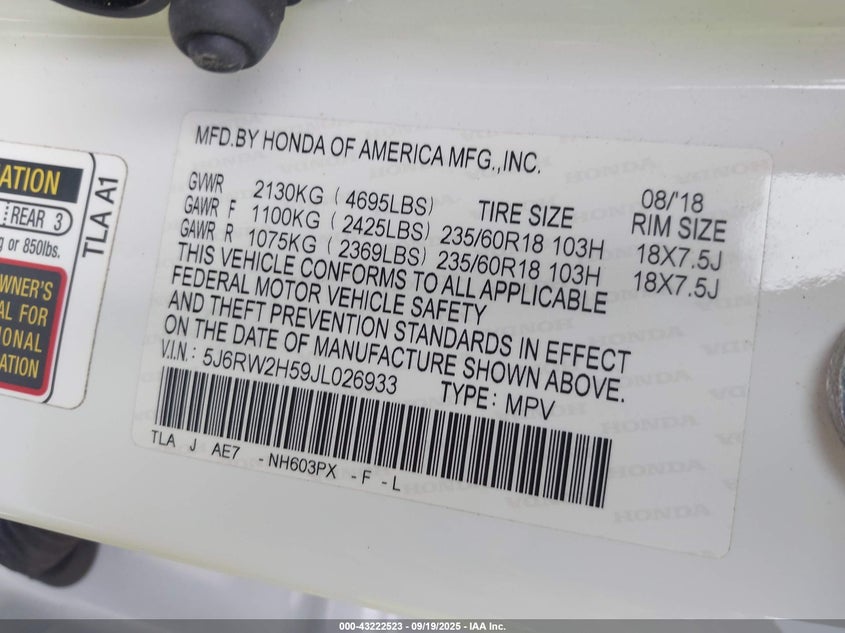 MFD.BY HONDA OF AMERICA MFG.,INC.
08/'18
GVWR 2130KG ( 4695LBS) TIRE SIZE RIM SIZE
GAWR F 1100KG ( 2425LBS) 235/60R18 103H 18X7.5J
GAWR R 1075KG ( 2369LBS) 235/60R18 103H 18X7.5J
THIS VEHICLE CONFORMS TO ALL APPLICABLE
FEDERAL MOTOR VEHICLE SAFETY
AND THEFT PREVENTION STANDARDS IN EFFECT
ON THE DATE OF MANUFACTURE SHOWN ABOVE.
V.I.N: 5J6RW2H59JL026933 TYPE: MPV
TLA J AE7 - NH603PX - F - L
ATION
REAR 3
g or 850lbs.
TLA A1
WNER'S
AL FOR
IONAL
ATION
HONDA
000-43222523 - 09/19/2025 - IAA Inc.